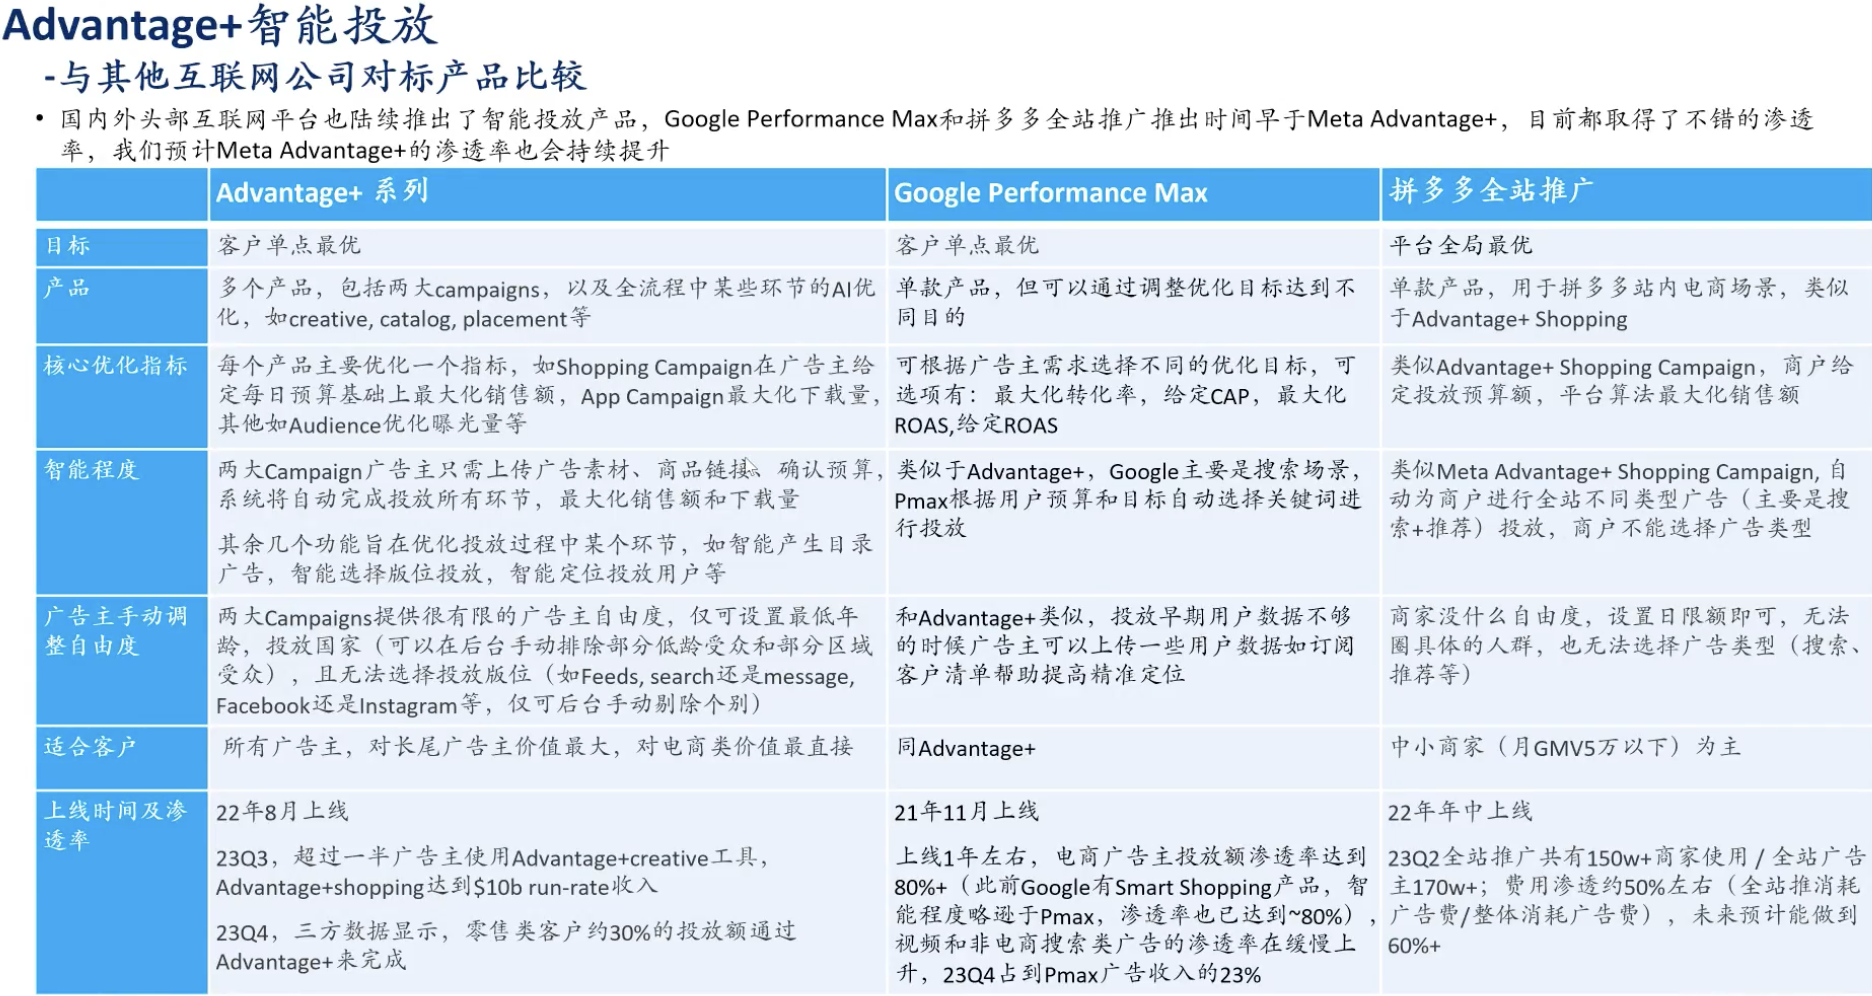 Advantage+智能投放
-与其他互联网公司对标产品比较
• 国内外头部互联网平台也陆续推出了智能投放产品，Google Performance Max和拼多多全站推广推出时间早于Meta Advantage+，目前都取得了不错的渗透
率，我们预计Meta Advantage+的渗透率也会持续提升
Advantage+ 系列
Google Performance Max
拼多多全站推广
目标
客户单点最优
客户单点最优
平台全局最优
产品
多个产品，包括两大campaigns，以及全流程中某些环节的AI优
化，如creative, catalog, placement等
单款产品，但可以通过调整优化目标达到不
同目的
单款产品，用于拼多多站内电商场景，类似
于Advantage+ Shopping
核心优化指标
每个产品主要优化一个指标，如Shopping Campaign在广告主给
定每日预算基础上最大化销售额，App Campaign最大化下载量，
其他如Audience优化曝光量等
可根据广告主需求选择不同的优化目标，可
选项有：最大化转化率，给定CAP，最大化
ROAS,给定ROAS
类似Advantage+ Shopping Campaign，商户给
定投放预算额，平台算法最大化销售额
智能程度
两大Campaign广告主只需上传广告素材、商品链接、确认预算，
系统将自动完成投放所有环节，最大化销售额和下载量
其余几个功能旨在优化投放过程中某个环节，如智能产生目录
广告，智能选择版位投放，智能定位投放用户等
类似于Advantage+，Google主要是搜索场景，
Pmax根据用户预算和目标自动选择关键词进
行投放
类似Meta Advantage+ Shopping Campaign, 自
动为商户进行全站不同类型广告（主要是搜
索+推荐）投放，商户不能选择广告类型
广告主手动调
整自由度
两大Campaigns提供很有限的广告主自由度，仅可设置最低年
龄，投放国家（可以在后台手动排除部分低龄受众和部分区域
受众），且无法选择投放版位（如Feeds, search还是message,
Facebook还是Instagram等，仅可后台手动剔除个别）
和Advantage+类似，投放早期用户数据不够
的时候广告主可以上传一些用户数据如订阅
客户清单帮助提高精准定位
商家没什么自由度，设置日限额即可，无法
圈具体的人群，也无法选择广告类型（搜索、
推荐等）
适合客户
所有广告主，对长尾广告主价值最大，对电商类价值最直接
同Advantage+
中小商家（月GMV5万以下）为主
上线时间及渗
透率
22年8月上线
23Q3，超过一半广告主使用Advantage+creative工具，
Advantage+shopping达到$10b run-rate收入
23Q4，三方数据显示，零售类客户约30%的投放额通过
Advantage+来完成
21年11月上线
上线1年左右，电商广告主投放额渗透率达到
80%+（此前Google有Smart Shopping产品，智
能程度略逊于Pmax，渗透率也已达到~80%），
视频和非电商搜索类广告的渗透率在缓慢上
升，23Q4占到Pmax广告收入的23%
22年年中上线
23Q2全站推广共有150w+商家使用 / 全站广告
主170w+；费用渗透约50%左右（全站推消耗
广告费/整体消耗广告费），未来预计能做到
60%+